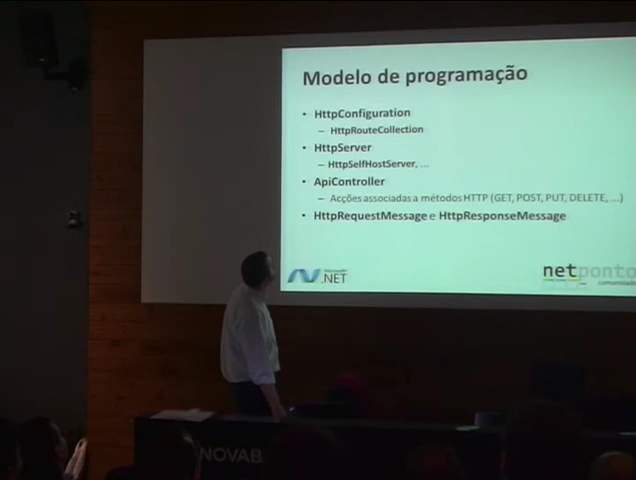 Modelo de programação
• HttpConfiguration
– HttpRouteCollection
• HttpServer
– HttpSelfHostServer, ...
• ApiController
– Acções associadas a métodos HTTP (GET, POST, PUT, DELETE, ...)
• HttpRequestMessage e HttpResponseMessage
Microsoft
.NET
netponto
comunidade
NOVAB